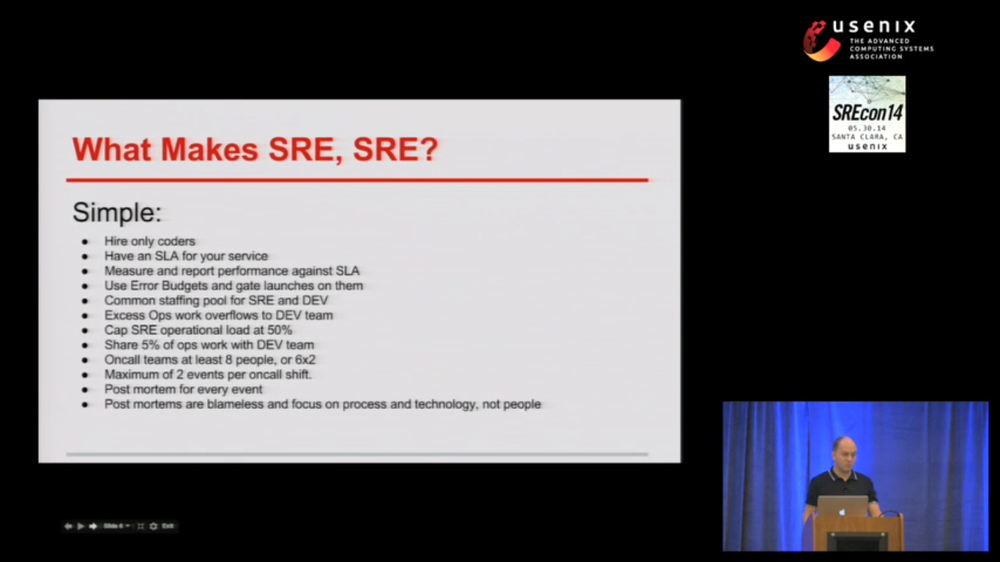 usenix
THE ADVANCED
COMPUTING SYSTEMS
ASSOCIATION
SREcon14
05.30.14
SANTA CLARA, CA
usenix
What Makes SRE, SRE?
Simple:
● Hire only coders
● Have an SLA for your service
● Measure and report performance against SLA
● Use Error Budgets and gate launches on them
● Common staffing pool for SRE and DEV
● Excess Ops work overflows to DEV team
● Cap SRE operational load at 50%
● Share 5% of ops work with DEV team
● Oncall teams at least 8 people, or 6x2
● Maximum of 2 events per oncall shift.
● Post mortem for every event
● Post mortems are blameless and focus on process and technology, not people
Slide 6
Exit